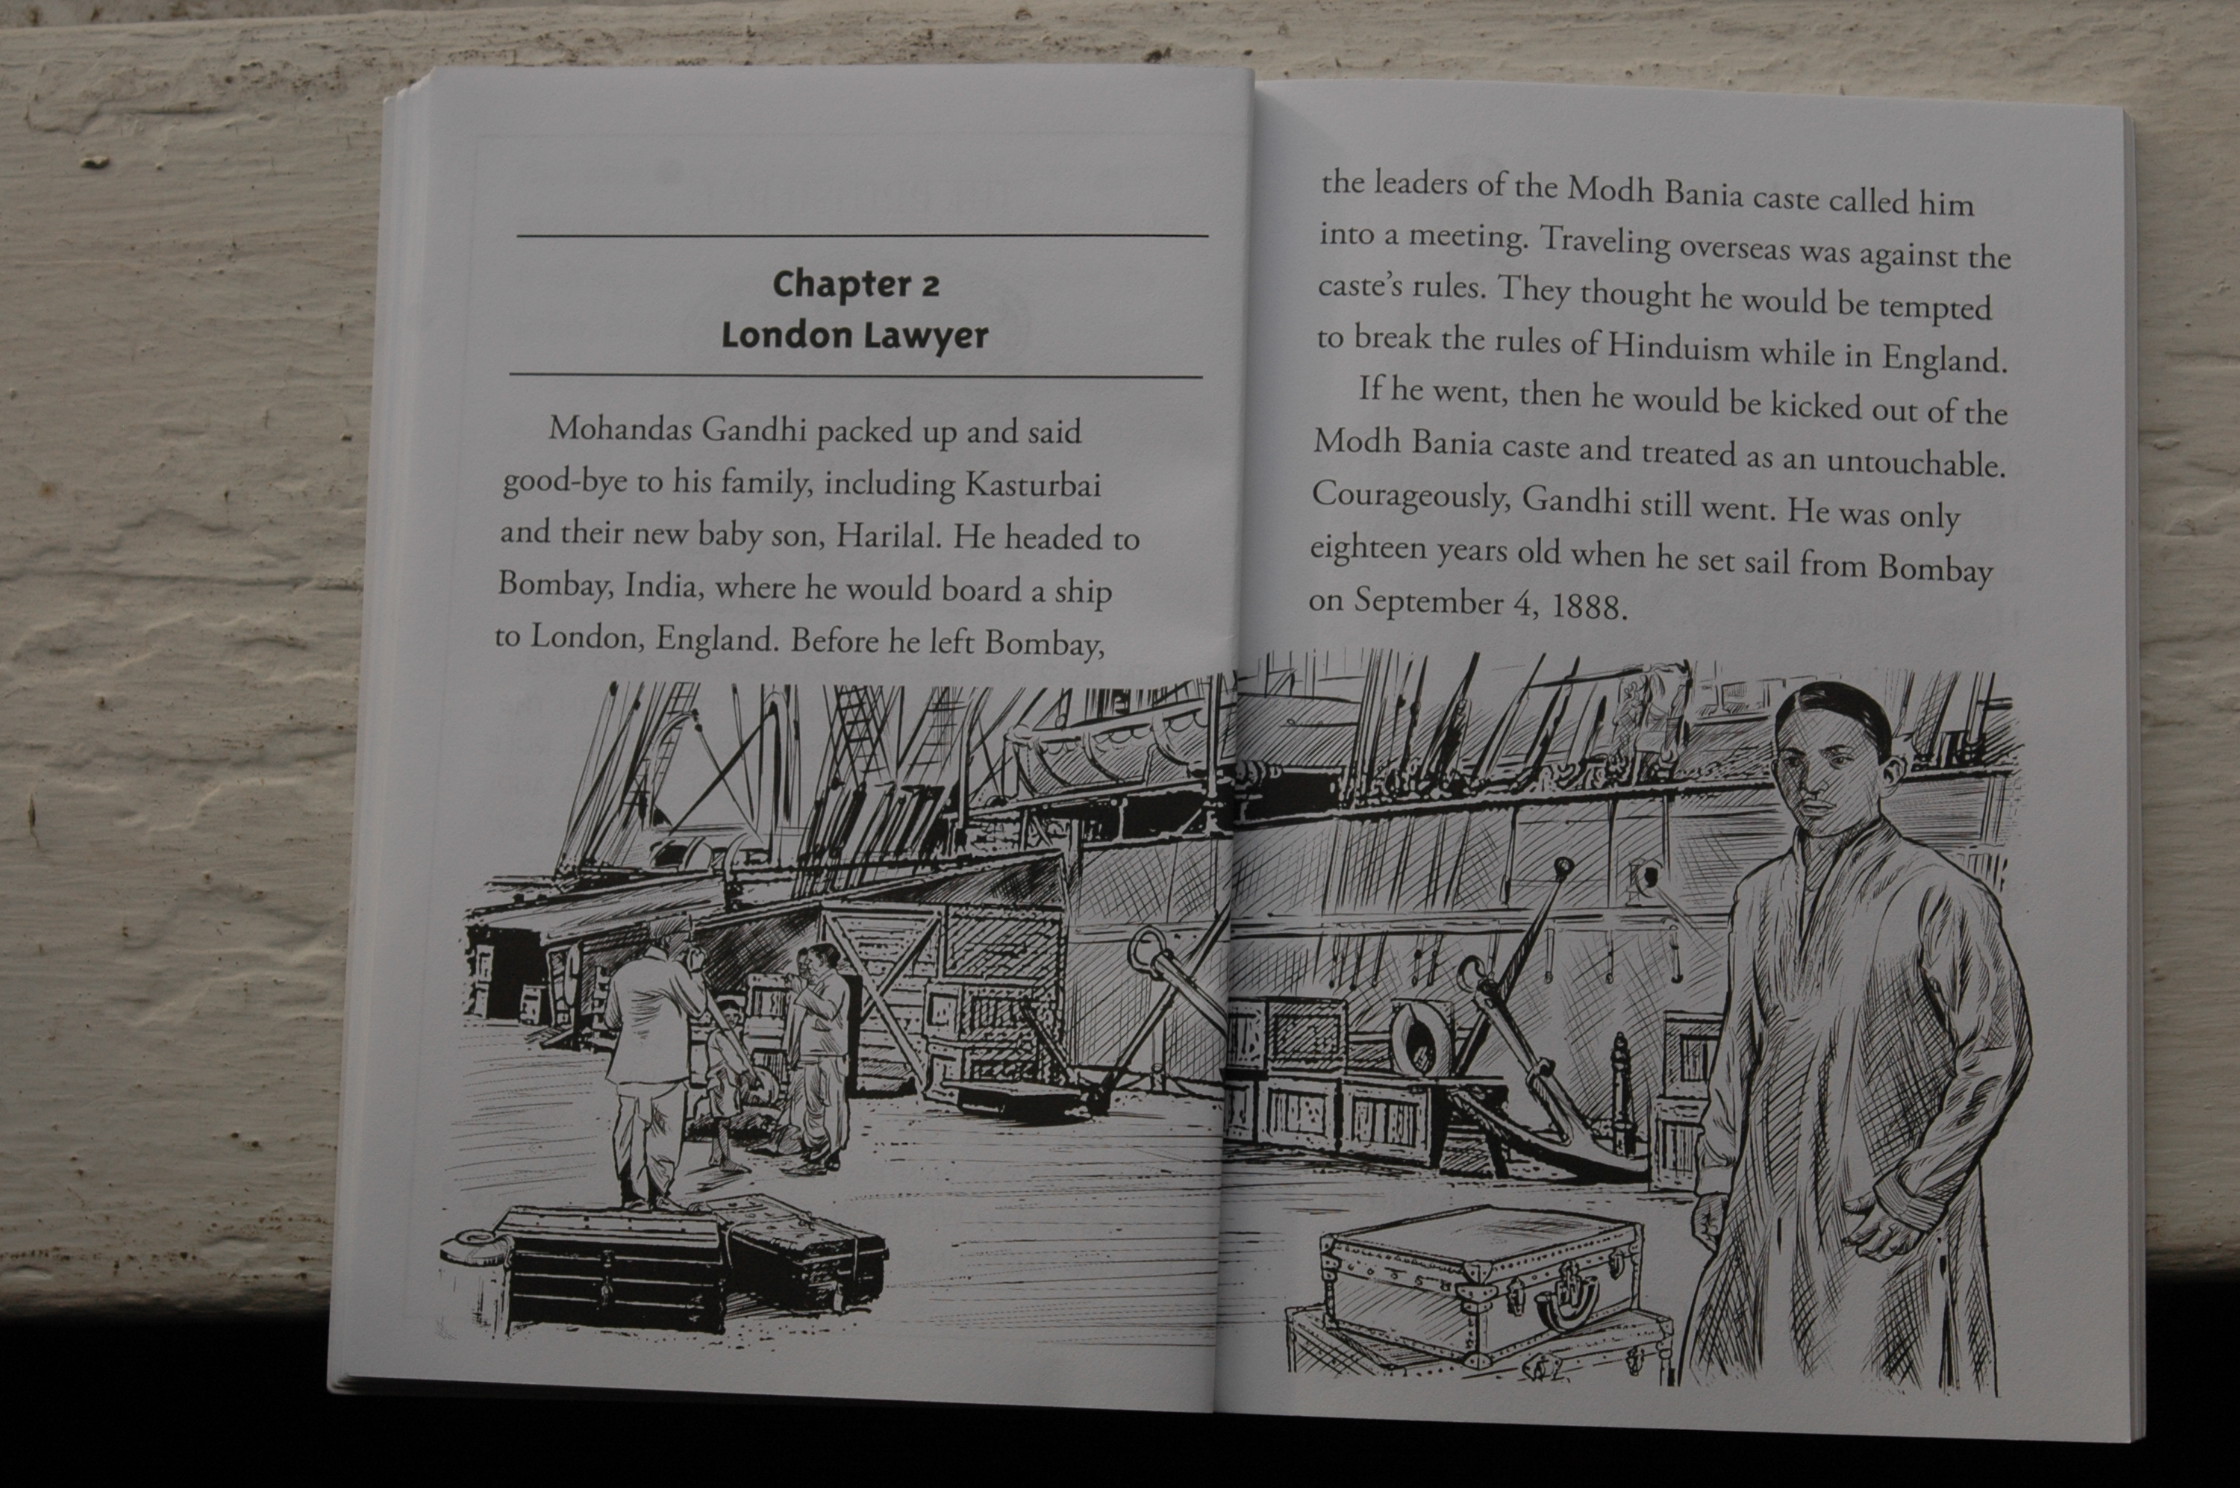 Chapter 2
London Lawyer
Mohandas Gandhi packed up and said
good-bye to his family, including Kasturbai
and their new baby son, Harilal. He headed to
Bombay, India, where he would board a ship
to London, England. Before he left Bombay,
the leaders of the Modh Bania caste called him
into a meeting. Traveling overseas was against the
caste's rules. They thought he would be tempted
to break the rules of Hinduism while in England.
If he went, then he would be kicked out of the
Modh Bania caste and treated as an untouchable.
Courageously, Gandhi still went. He was only
eighteen years old when he set sail from Bombay
on September 4, 1888.